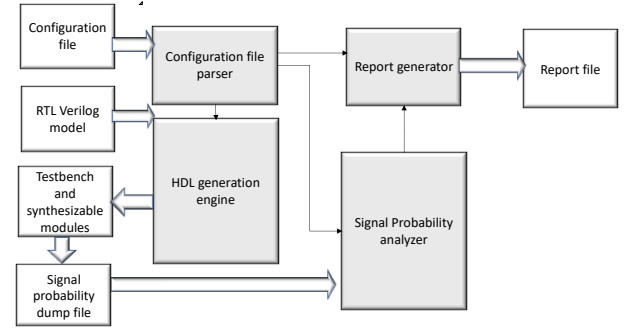 Configuration
file
Configuration file
parser
Report generator
Report file
RTL Verilog
model
HDL generation
engine
Testbench
and
synthesizable
modules
Signal Probability
analyzer
Signal
probability
dump file